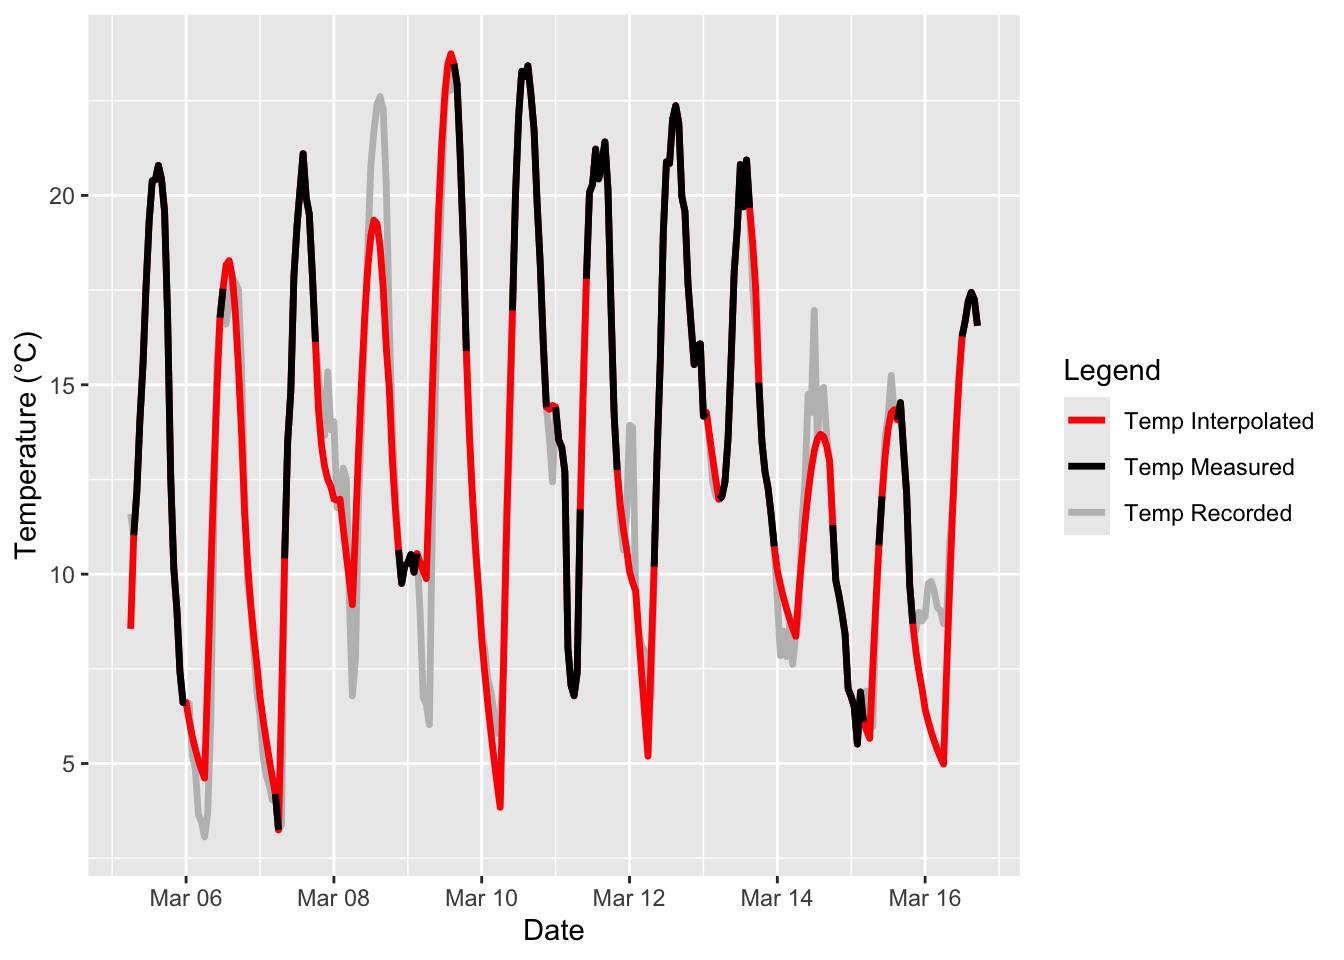 Temperature (°C)
20
15
10
5
Mar 06
Mar 08
Mar 10
Mar 12
Mar 14
Mar 16
Date
Legend
Temp Interpolated
Temp Measured
Temp Recorded